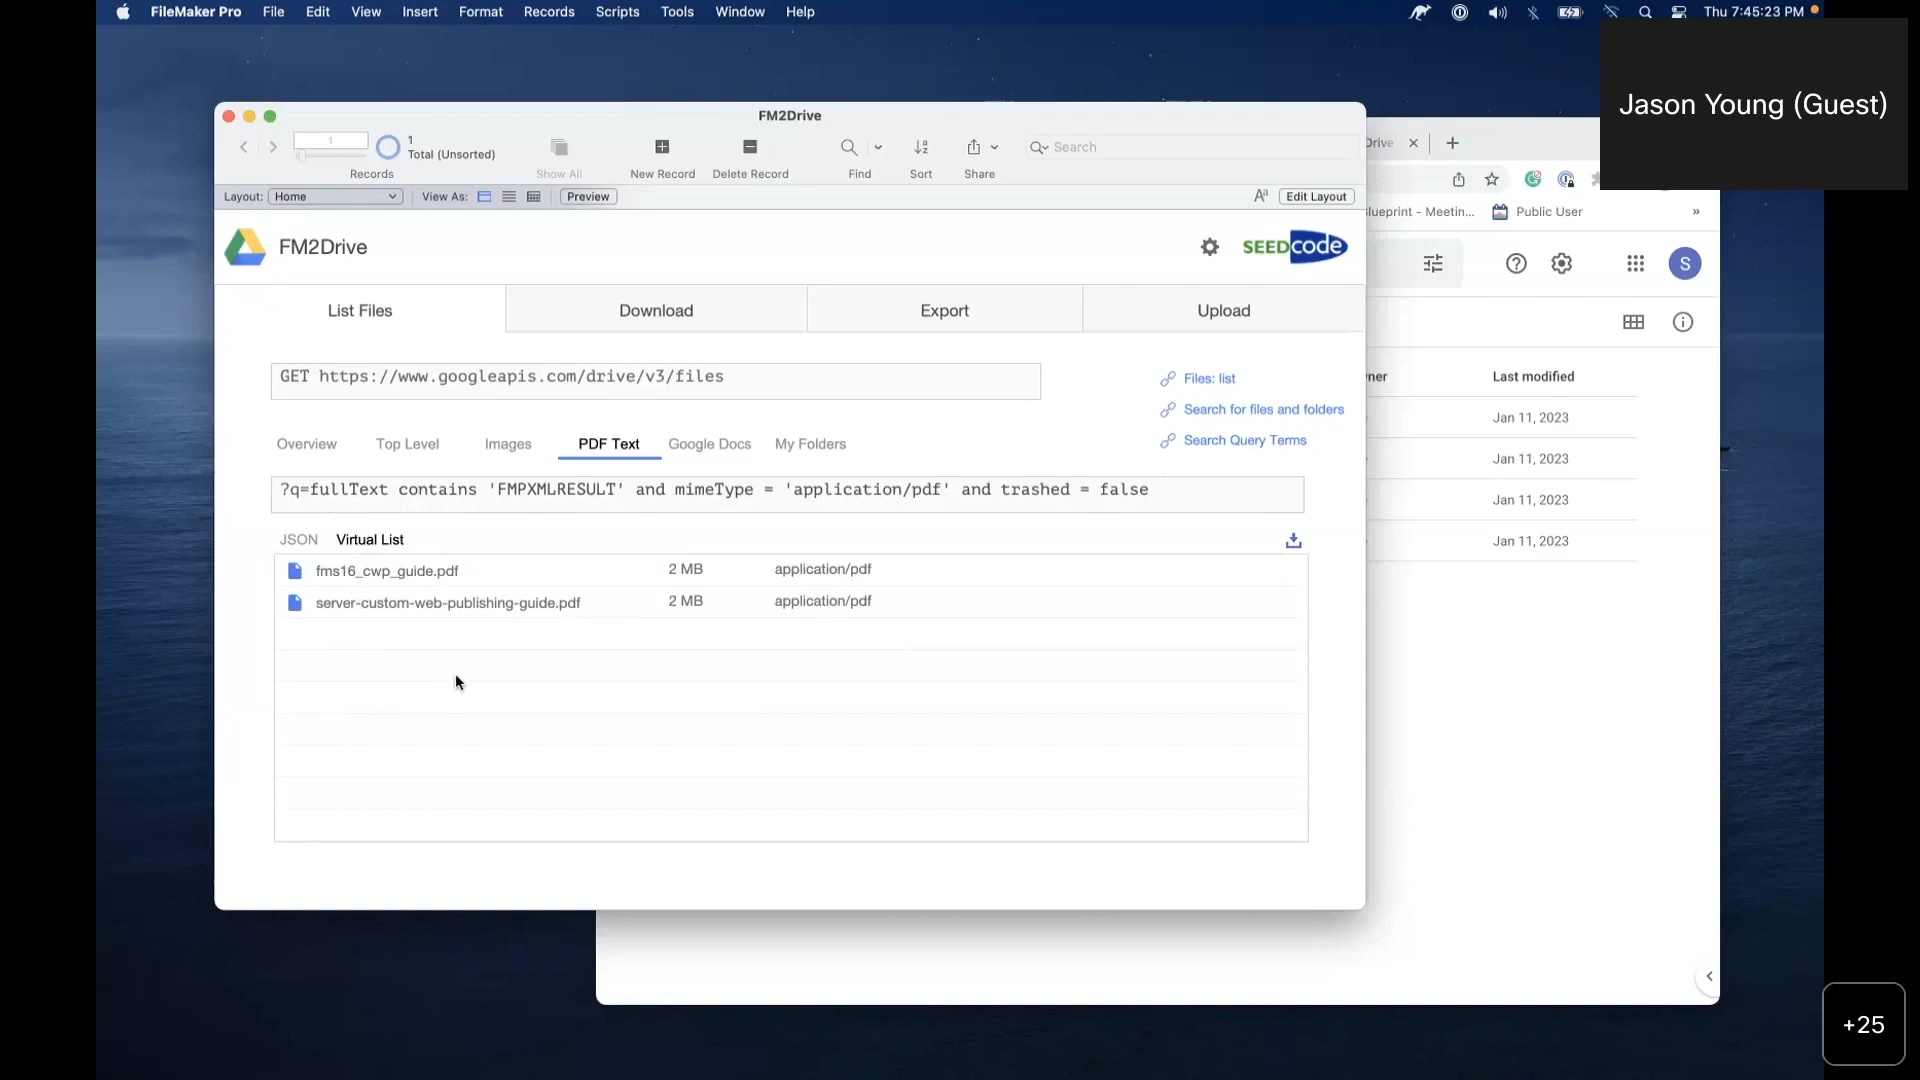 FileMaker Pro File Edit View Insert Format Records Scripts Tools Window Help Thu 7:45:23 PM
Jason Young (Guest)
FM2Drive
1
1
Total (Unsorted)
Search
Records Show All New Record Delete Record Find Sort Share
Layout: Home View As: Preview Aa Edit Layout
Drive
lueprint - Meetin... Public User »
FM2Drive
SEEDcode
S
List Files Download Export Upload
GET https://www.googleapis.com/drive/v3/files
Files: list
Search for files and folders
Search Query Terms
Overview Top Level Images PDF Text Google Docs My Folders
?q=fullText contains 'FMPXMLRESULT' and mimeType = 'application/pdf' and trashed = false
JSON Virtual List
fms16_cwp_guide.pdf 2 MB application/pdf
server-custom-web-publishing-guide.pdf 2 MB application/pdf
ner Last modified
Jan 11, 2023
Jan 11, 2023
Jan 11, 2023
Jan 11, 2023
+25